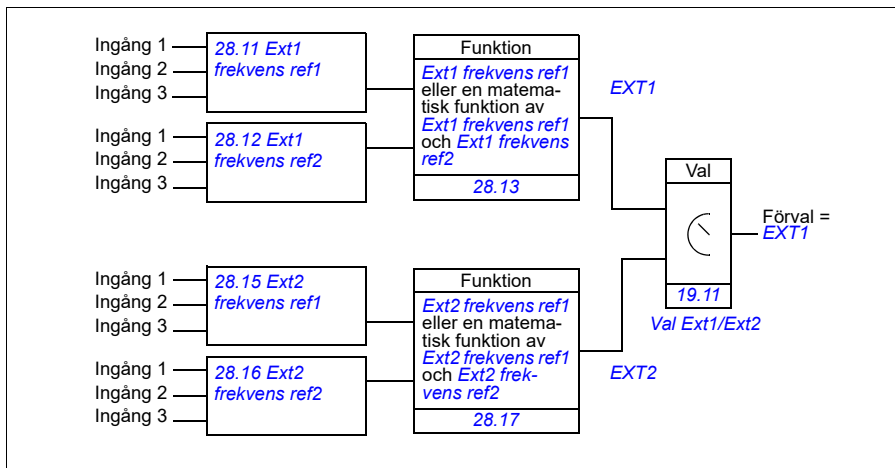 Ingång 1
Ingång 2
Ingång 3
28.11 Ext1
frekvens ref1
Ingång 1
Ingång 2
Ingång 3
28.12 Ext1
frekvens ref2
Funktion
Ext1 frekvens ref1
eller en matema-
tisk funktion av
Ext1 frekvens ref1
och Ext1 frekvens
ref2
28.13
EXT1
Ingång 1
Ingång 2
Ingång 3
28.15 Ext2
frekvens ref1
Ingång 1
Ingång 2
Ingång 3
28.16 Ext2
frekvens ref2
Funktion
Ext2 frekvens ref1
eller en matema-
tisk funktion av
Ext2 frekvens ref1
och Ext2 frek-
vens ref2
28.17
EXT2
Val
19.11
Val Ext1/Ext2
Förval =
EXT1